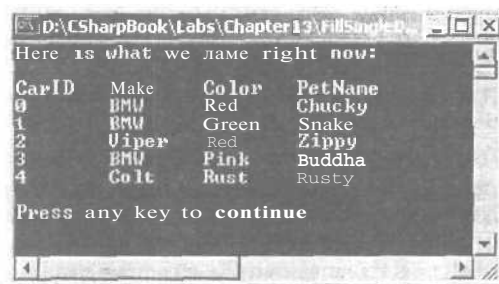 D:\CSharpBook\Labs\Chapter13\FillSingleD...
Here is what we ламе right now:
CarID Make Color PetName
0 BMW Red Chucky
1 BMW Green Snake
2 Viper Red Zippy
3 BMW Pink Buddha
4 Colt Rust Rusty
Press any key to continue